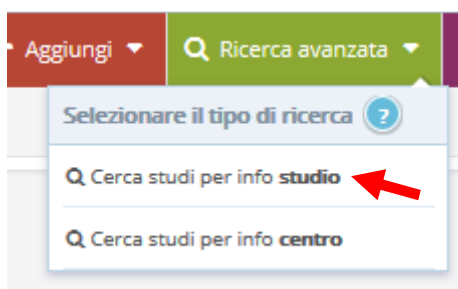 Aggiungi
Ricerca avanzata
Selezionare il tipo di ricerca ?
Cerca studi per info studio
Cerca studi per info centro